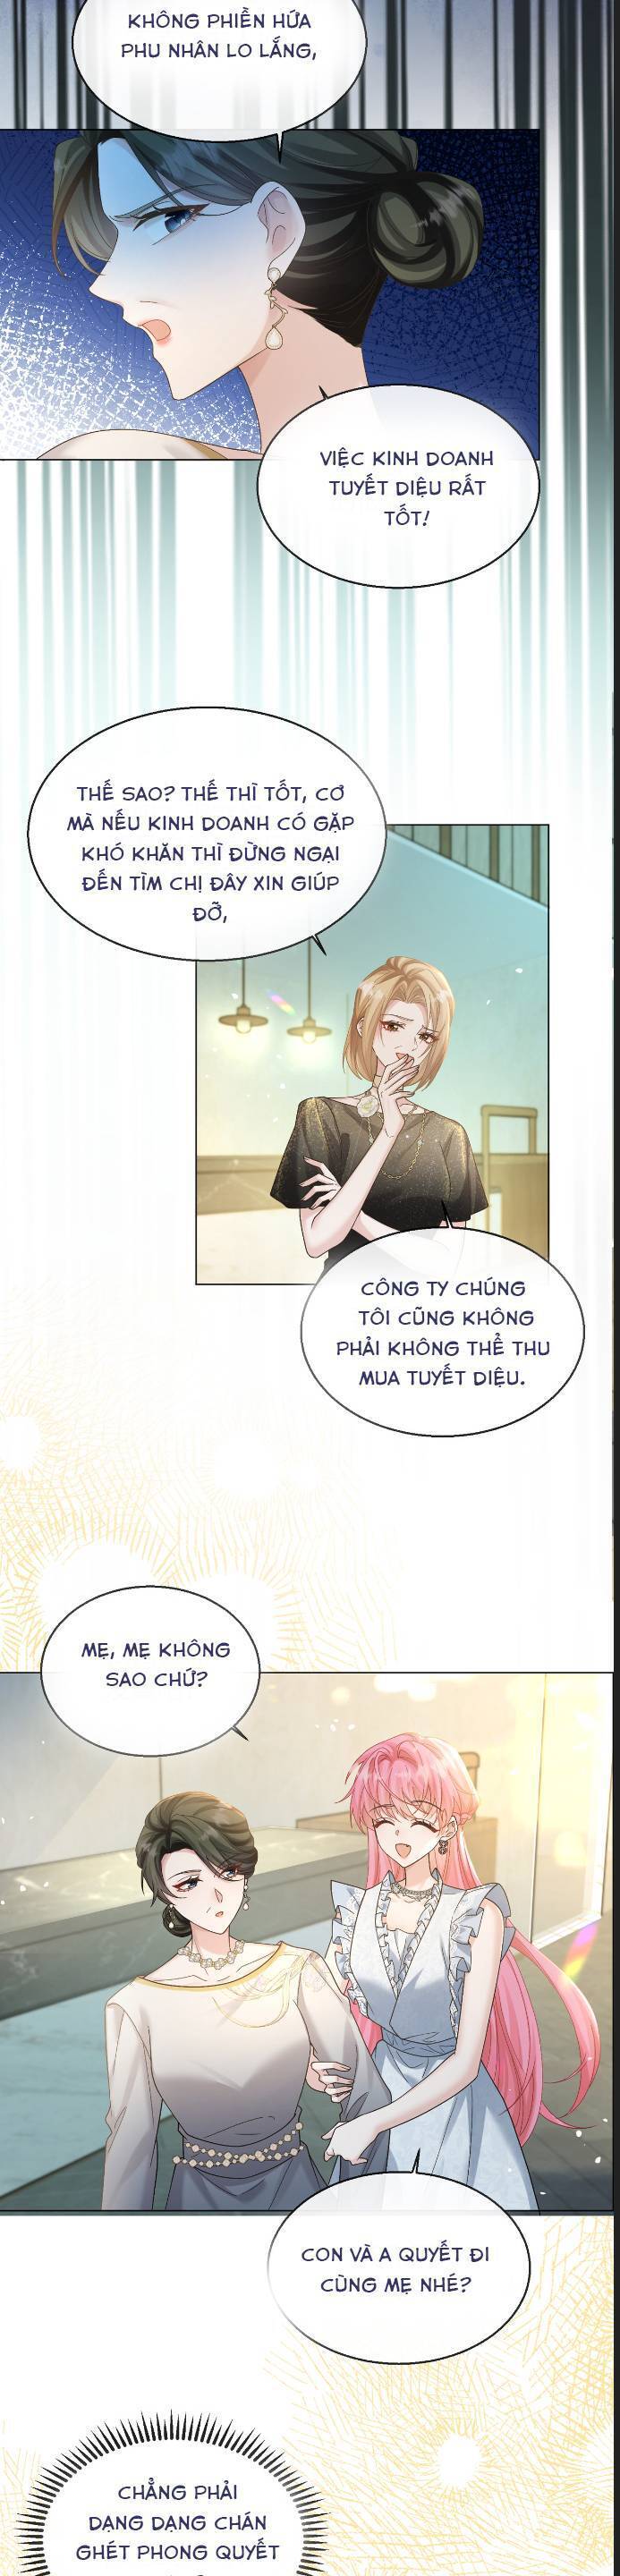 KHÔNG PHIỀN HỨA
PHU NHÂN LO LẮNG,
VIỆC KINH DOANH
TUYẾT DIỆU RẤT
TỐT!
THẾ SAO? THẾ THÌ TỐT, CƠ
MÀ NẾU KINH DOANH CÓ GẶP
KHÓ KHĂN THÌ ĐỪNG NGẠI
ĐẾN TÌM CHỊ ĐÂY XIN GIÚP
ĐỠ,
CÔNG TY CHÚNG
TÔI CŨNG KHÔNG
PHẢI KHÔNG THỂ THU
MUA TUYẾT DIỆU.
MẸ, MẸ KHÔNG
SAO CHỨ?
CON VÀ A QUYẾT ĐI
CÙNG MẸ NHÉ?
CHẲNG PHẢI
DẠNG DẠNG CHÁN
GHÉT PHONG QUYẾT